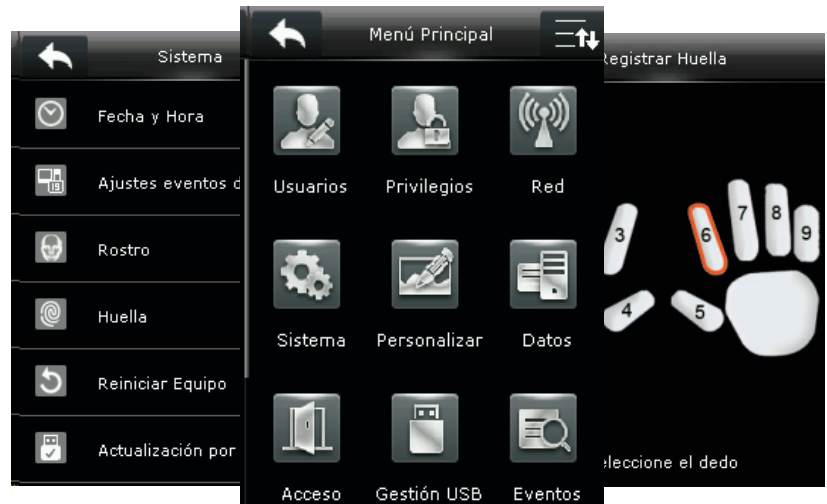 Sistema
Fecha y Hora
Ajustes eventos d
Rostro
Huella
Reiniciar Equipo
Actualización por
Menú Principal
Usuarios Privilegios Red
Sistema Personalizar Datos
Acceso Gestión USB Eventos
Registrar Huella
3 6 7 8 9
4 5
eleccione el dedo